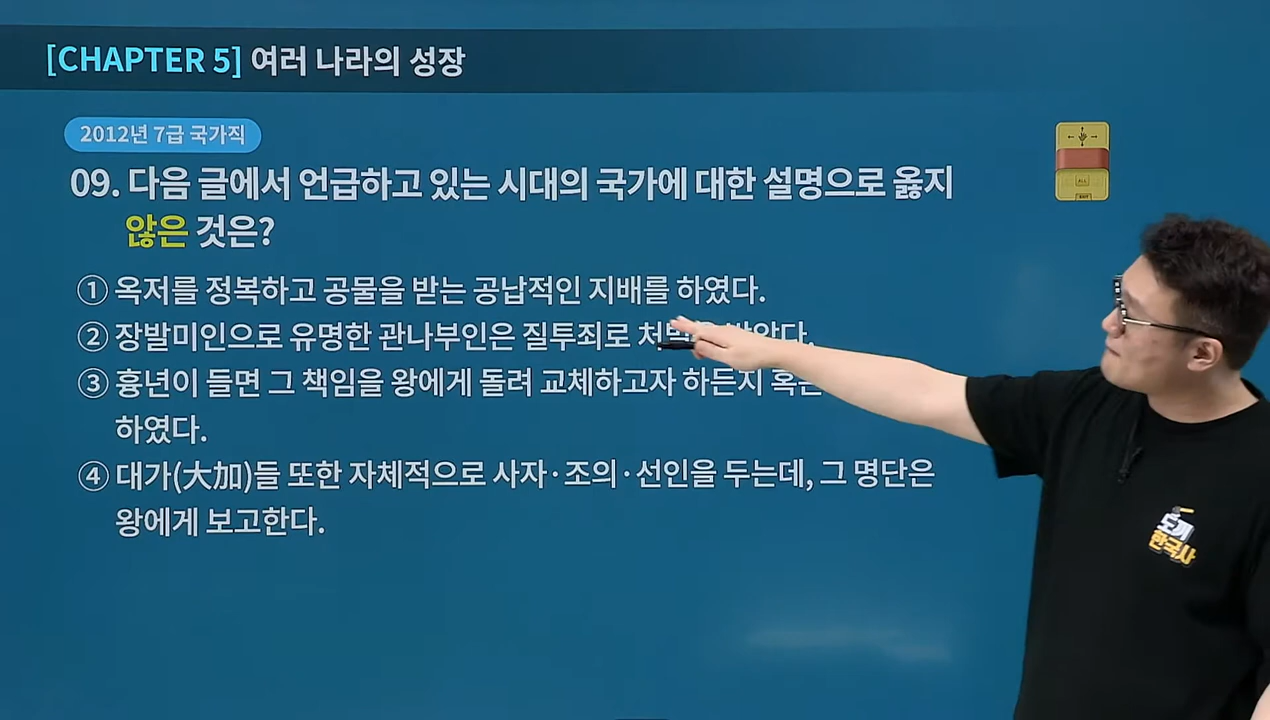 [CHAPTER 5] 여러 나라의 성장
2012년 7급 국가직
09. 다음 글에서 언급하고 있는 시대의 국가에 대한 설명으로 옳지
않은 것은?
① 옥저를 정복하고 공물을 받는 공납적인 지배를 하였다.
② 장발미인으로 유명한 관나부인은 질투죄로
③ 흉년이 들면 그 책임을 왕에게 돌려 교체하고자 하든지 혹은
하였다.
④ 대가(大加)들 또한 자체적으로 사자·조의·선인을 두는데, 그 명단은
왕에게 보고한다.
ALL
도끼
한국사